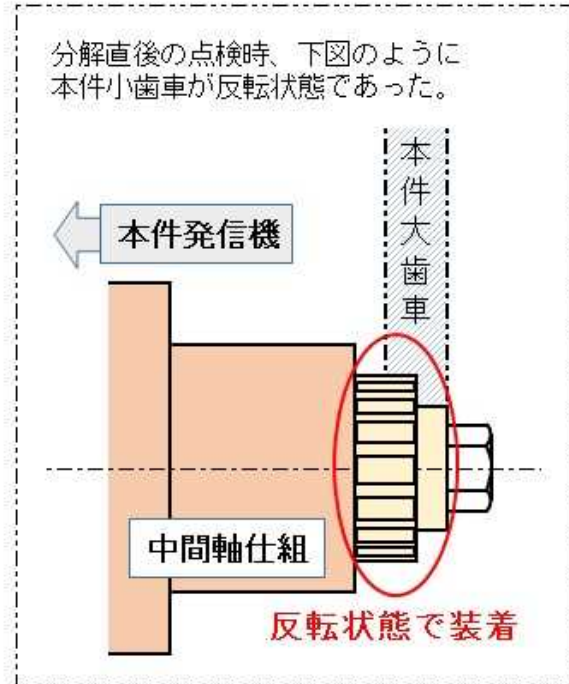 分解直後の点検時、下図のように
本件小歯車が反転状態であった。
本件大歯車
本件発信機
中間軸仕組
反転状態で装着